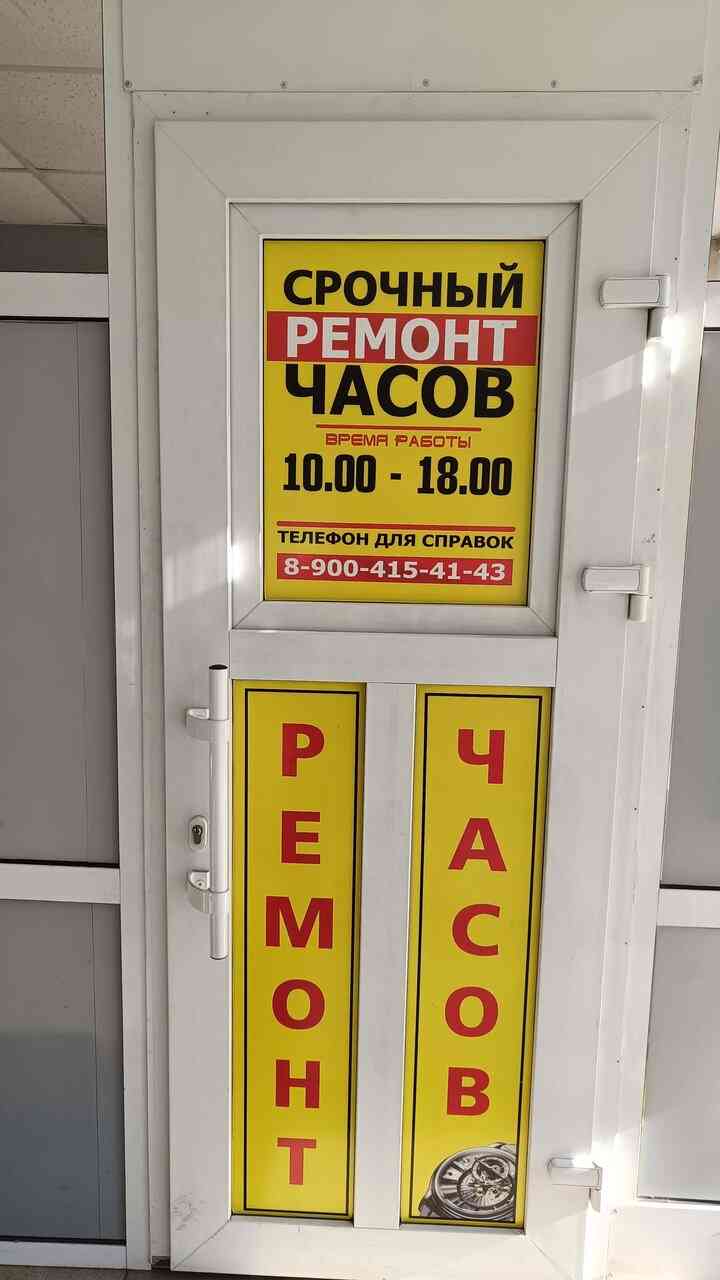 СРОЧНЫЙ
РЕМОНТ
ЧАСОВ
ВРЕМЯ РАБОТЫ
10.00 - 18.00
ТЕЛЕФОН ДЛЯ СПРАВОК
8-900-415-41-43
РЕМОНТ
ЧАСОВ